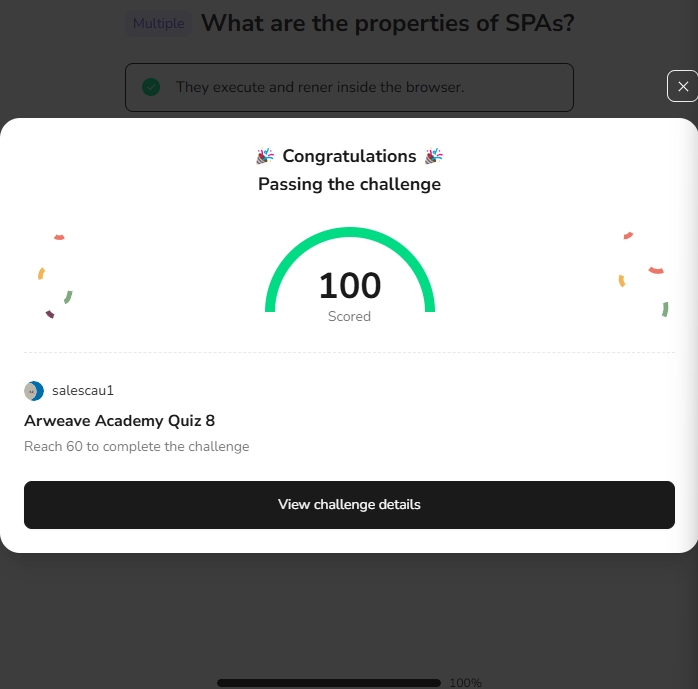 Multiple What are the properties of SPAs?
They execute and rener inside the browser.
Congratulations
Passing the challenge
100
Scored
salescau1
Arweave Academy Quiz 8
Reach 60 to complete the challenge
View challenge details
100%